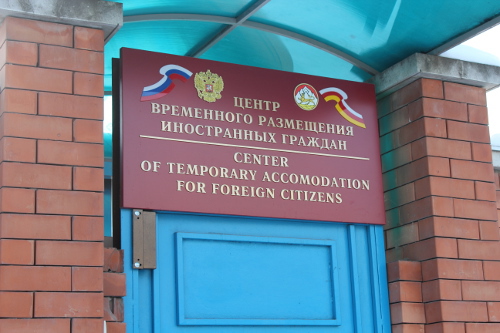 ЦЕНТР
ВРЕМЕННОГО РАЗМЕЩЕНИЯ
ИНОСТРАННЫХ ГРАЖДАН
CENTER
OF TEMPORARY ACCOMODATION
FOR FOREIGN CITIZENS